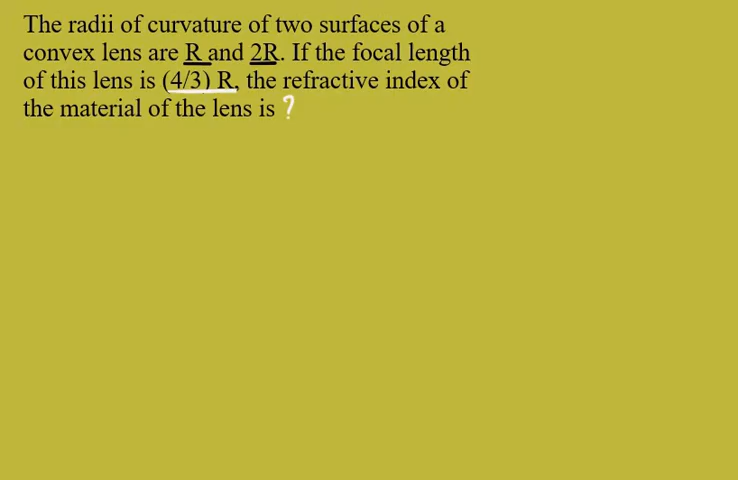 The radii of curvature of two surfaces of a
convex lens are R and 2R. If the focal length
of this lens is (4/3) R, the refractive index of
the material of the lens is ?